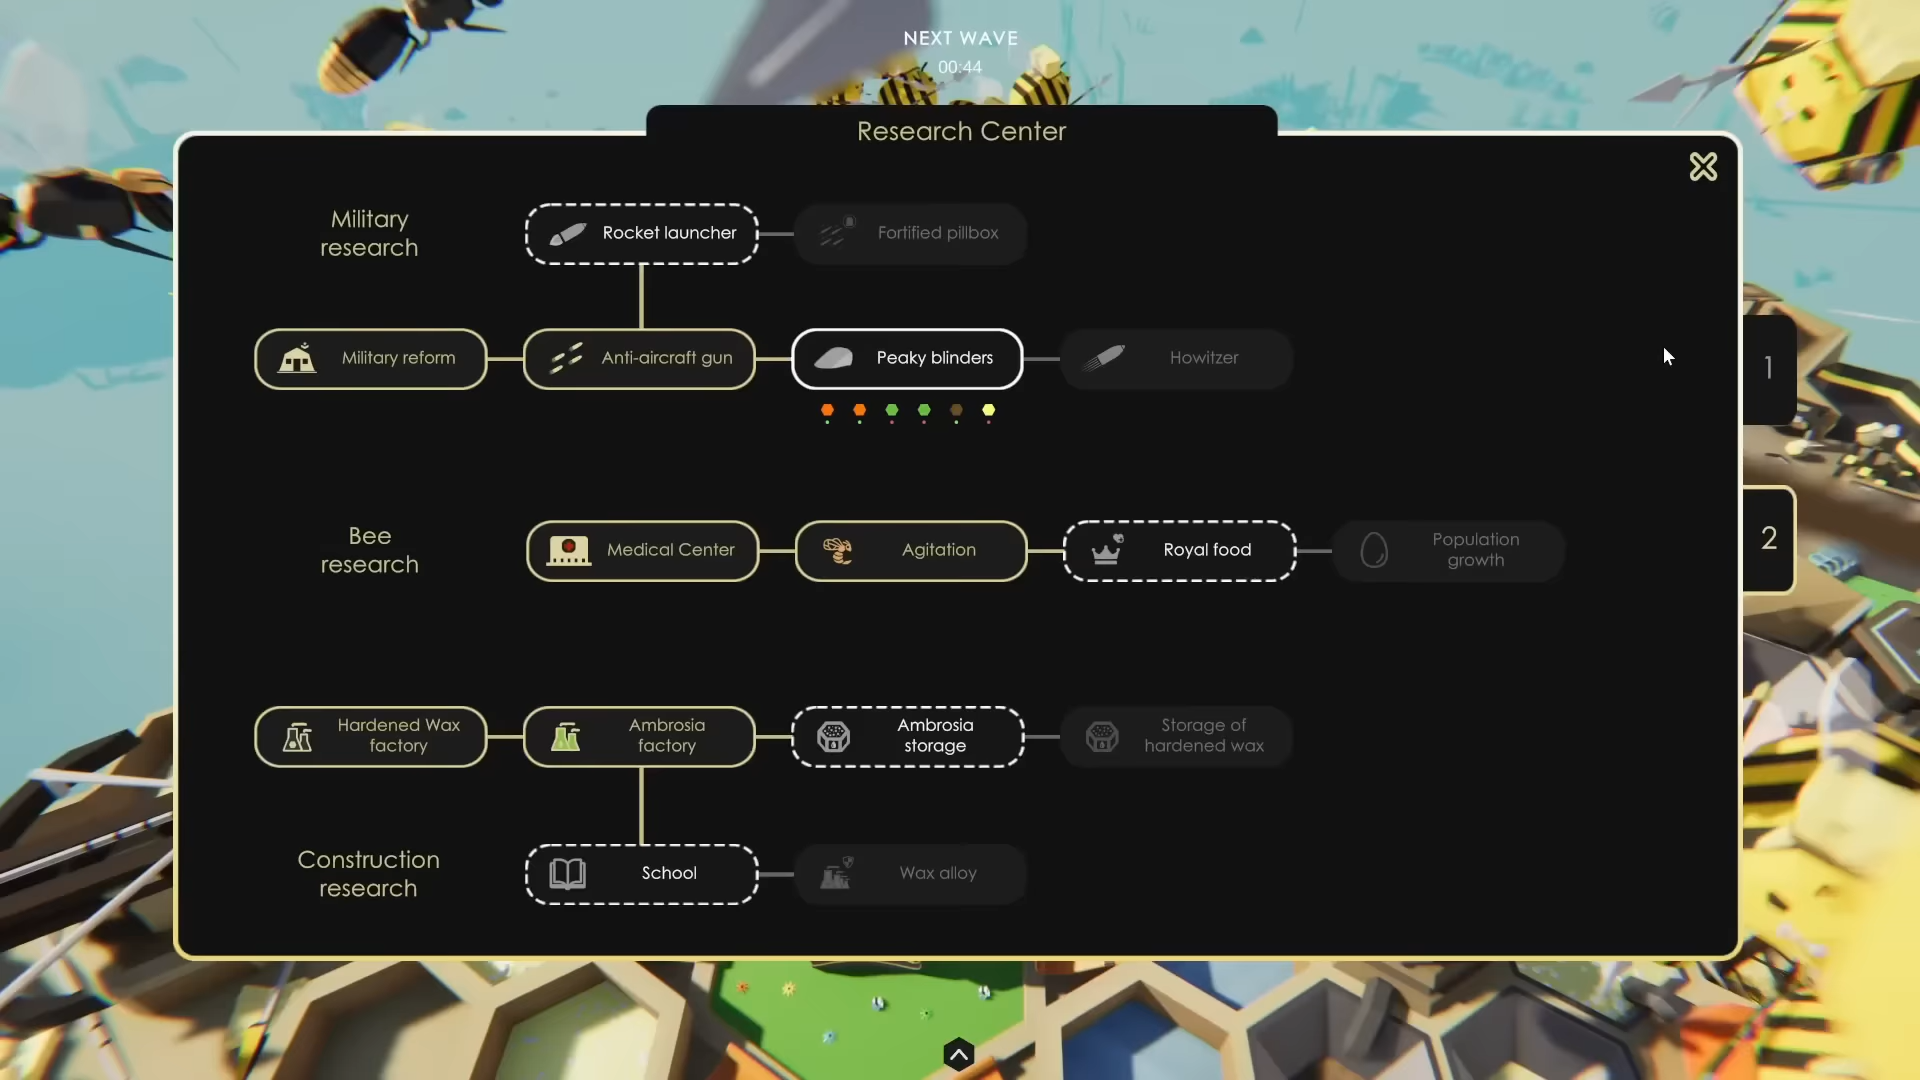 NEXT WAVE
00:44
Research Center
Military
research
Rocket launcher
Fortified pillbox
Military reform
Anti-aircraft gun
Peaky blinders
Howitzer
1
Bee
research
Medical Center
Agitation
Royal food
Population
growth
2
Hardened Wax
factory
Ambrosia
factory
Ambrosia
storage
Storage of
hardened wax
Construction
research
School
Wax alloy